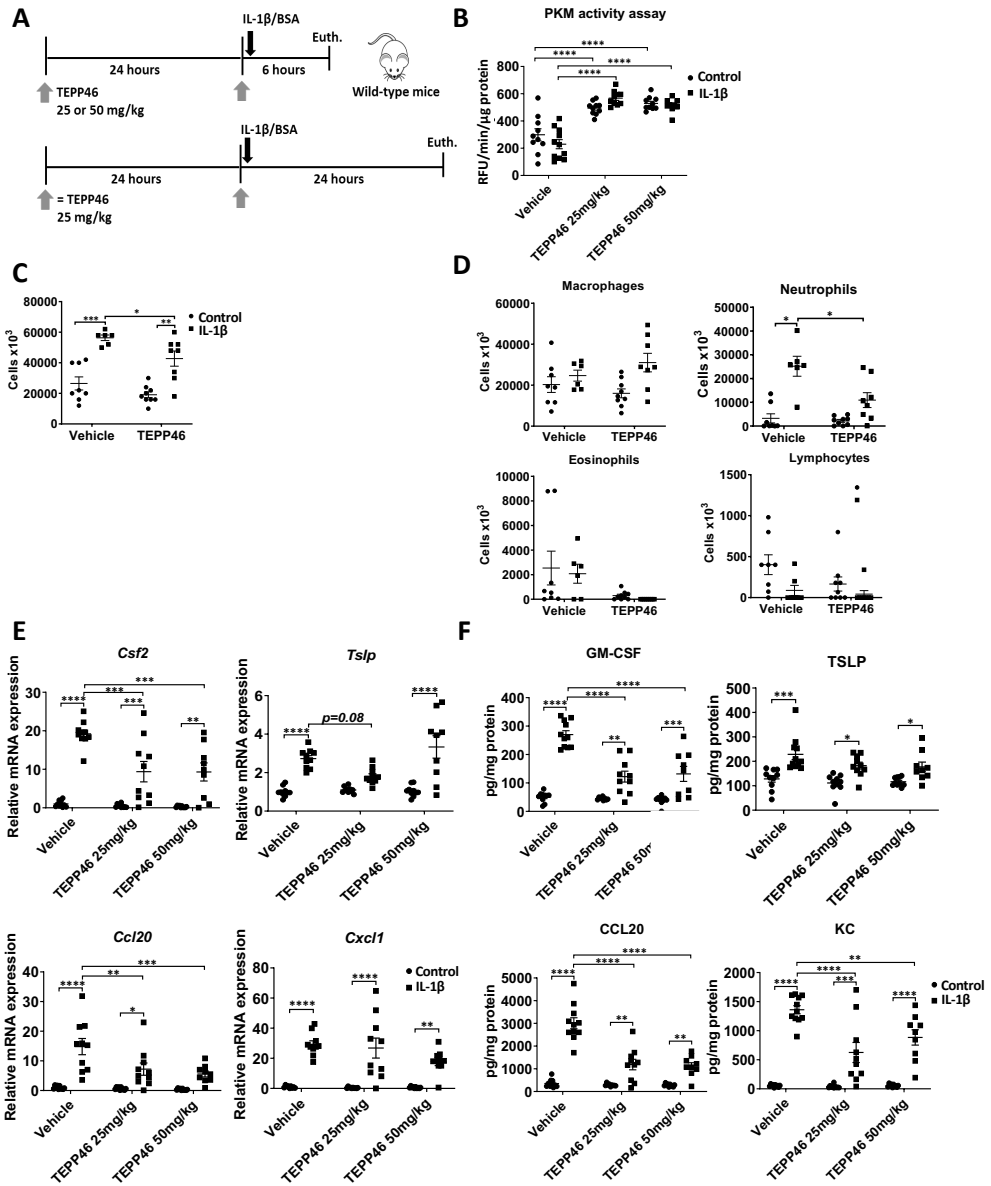 A
IL-1β/BSA
Euth.
24 hours
6 hours
TEPP46
25 or 50 mg/kg
Wild-type mice
IL-1β/BSA
Euth.
24 hours
24 hours
= TEPP46
25 mg/kg
B
PKM activity assay
****
****
****
****
Control
IL-1β
RFU/min/µg protein
800
600
400
200
0
Vehicle
TEPP46 25mg/kg
TEPP46 50mg/kg
C
Cells x10³
80000
60000
40000
20000
0
***
*
**
Control
IL-1β
Vehicle
TEPP46
D
Macrophages
Cells x10³
60000
40000
20000
0
Vehicle
TEPP46
Neutrophils
Cells x10³
50000
40000
30000
20000
10000
0
*
*
Vehicle
TEPP46
Eosinophils
Cells x10³
10000
8000
6000
4000
2000
0
Vehicle
TEPP46
Lymphocytes
Cells x10³
1500
1000
500
0
Vehicle
TEPP46
E
Csf2
Relative mRNA expression
30
20
10
0
***
***
****
***
**
Vehicle
TEPP46 25mg/kg
TEPP46 50mg/kg
Tslp
Relative mRNA expression
6
4
2
0
****
p=0.08
****
Vehicle
TEPP46 25mg/kg
TEPP46 50mg/kg
Ccl20
Relative mRNA expression
40
30
20
10
0
***
**
****
*
Vehicle
TEPP46 25mg/kg
TEPP46 50mg/kg
Cxcl1
Relative mRNA expression
80
60
40
20
0
****
****
**
Control
IL-1β
Vehicle
TEPP46 25mg/kg
TEPP46 50mg/kg
F
GM-CSF
pg/mg protein
400
300
200
100
0
****
****
****
**
***
Vehicle
TEPP46 25mg/kg
TSLP
pg/mg protein
500
400
300
200
100
0
***
*
*
Vehicle
TEPP46 25mg/kg
TEPP46 50mg/kg
CCL20
pg/mg protein
5000
4000
3000
2000
1000
0
****
****
****
**
**
Vehicle
TEPP46 25mg/kg
TEPP46 50mg/kg
KC
pg/mg protein
2000
1500
1000
500
0
**
****
****
***
****
Control
IL-1β
Vehicle
TEPP46 25mg/kg
TEPP46 50mg/kg